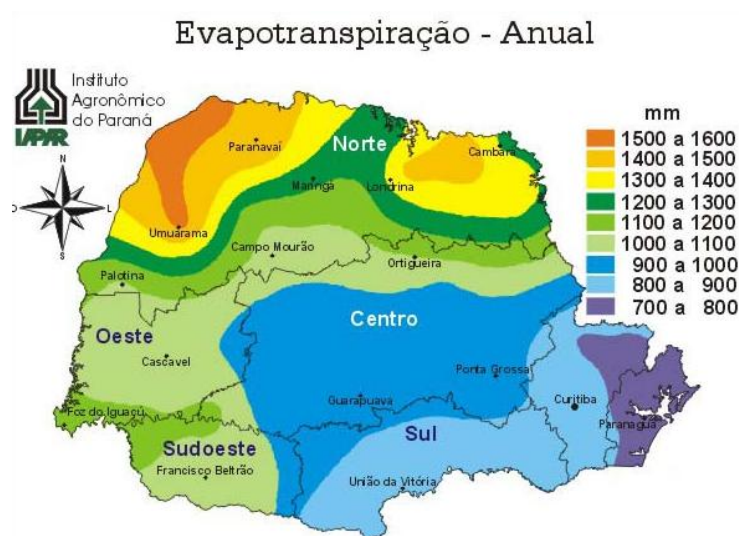 Evapotranspiração - Anual
Instituto
Agronômico
do Paraná
IAPAR
N
O
L
S
mm
1500 a 1600
1400 a 1500
1300 a 1400
1200 a 1300
1100 a 1200
1000 a 1100
900 a 1000
800 a 900
700 a 800
Paranavaí
Norte
Cambará
Maringá
Londrina
Umuarama
Campo Mourão
Ortigueira
Palotina
Oeste
Centro
Cascavel
Ponta Grossa
Guarapuava
Curitiba
Foz do Iguaçú
Paranaguá
Sudoeste
Sul
Francisco Beltrão
União da Vitória